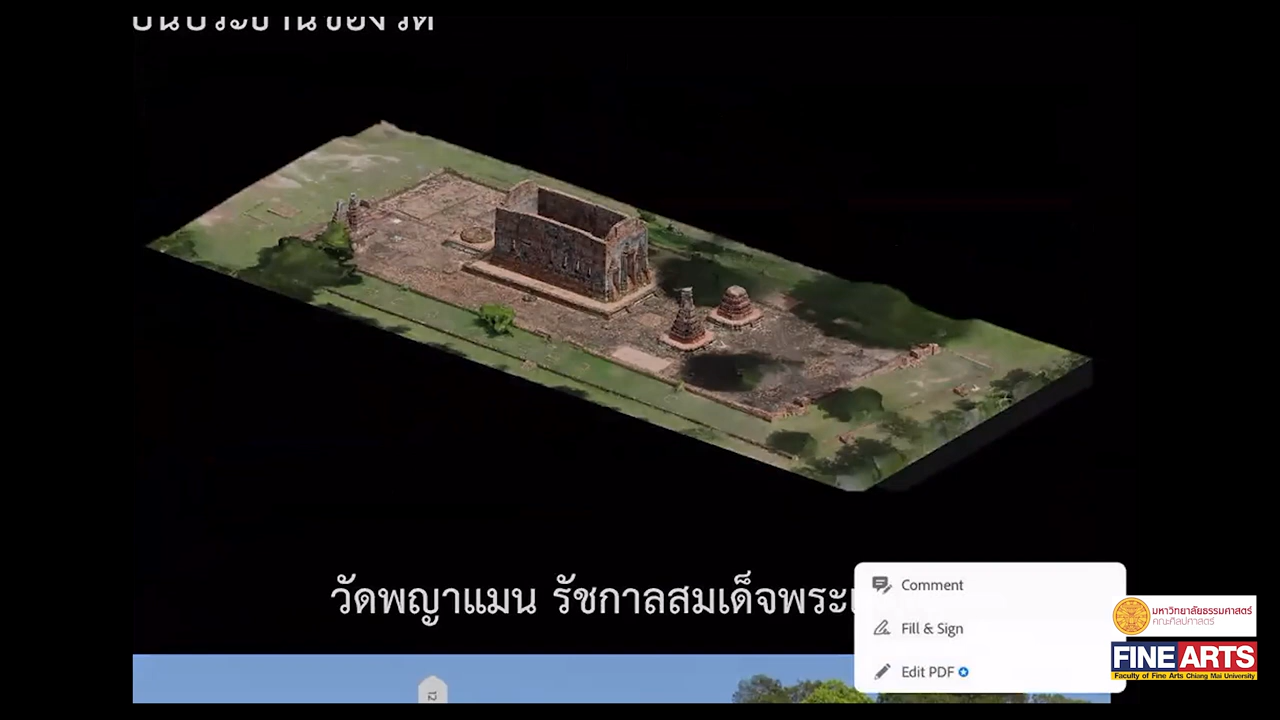 วัดพญาแมน รัชกาลสมเด็จพระ
Comment
Fill & Sign
Edit PDF
มหาวิทยาลัยธรรมศาสตร์
คณะศิลปศาสตร์
FINE ARTS
Faculty of Fine Arts Chiang Mai University